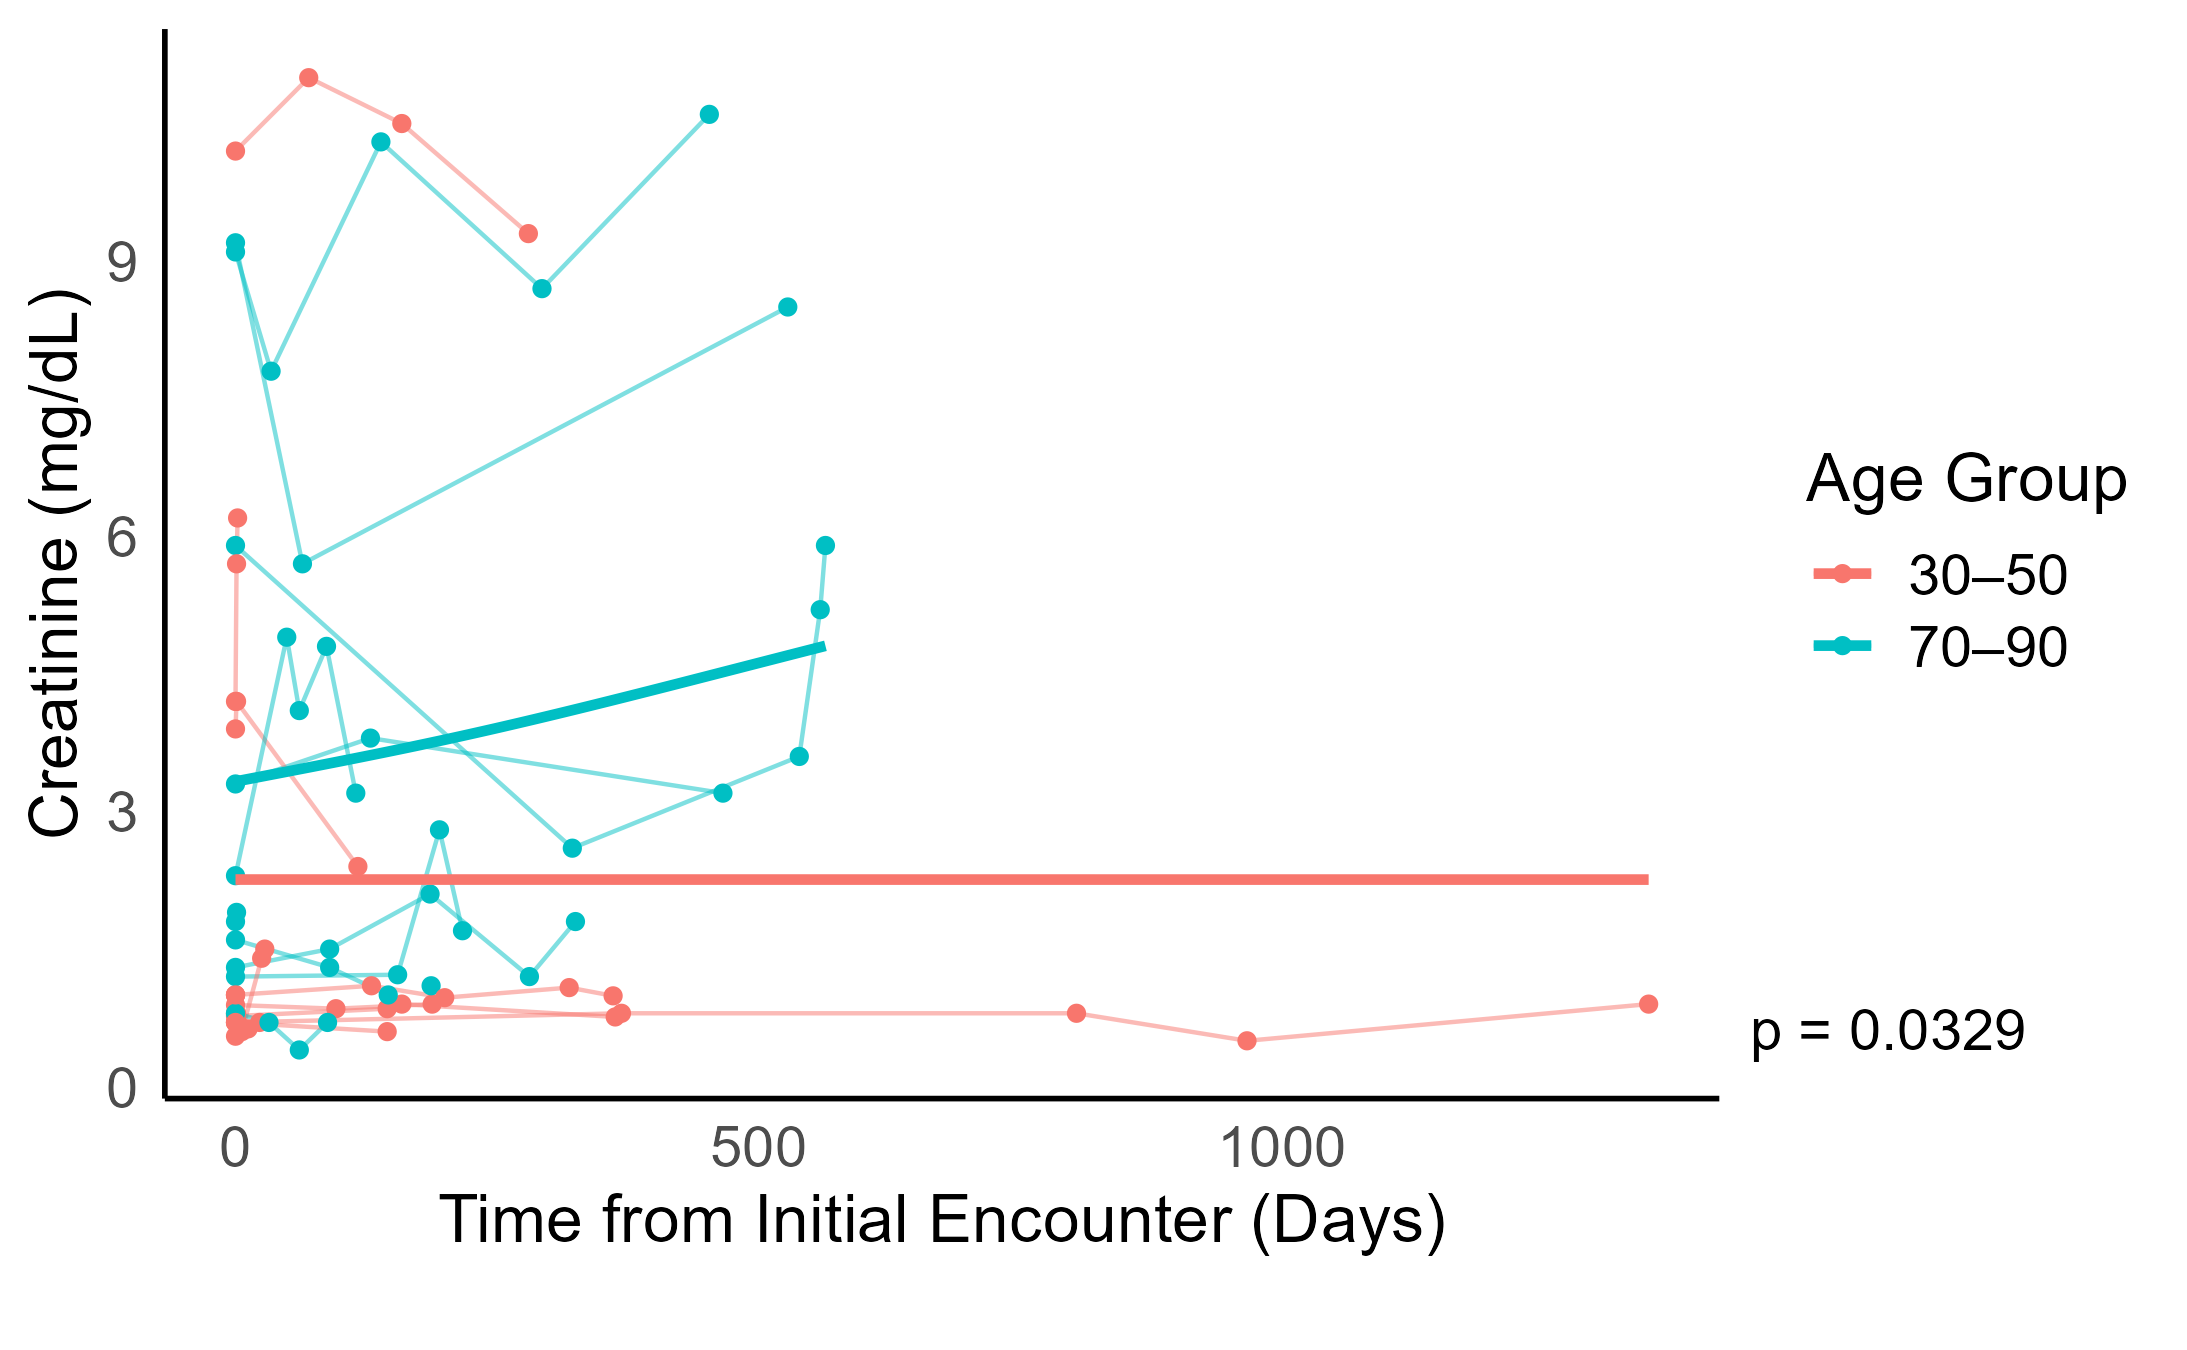 Creatinine (mg/dL)
9
6
3
0
0 500 1000
Time from Initial Encounter (Days)
Age Group
30–50
70–90
p = 0.0329